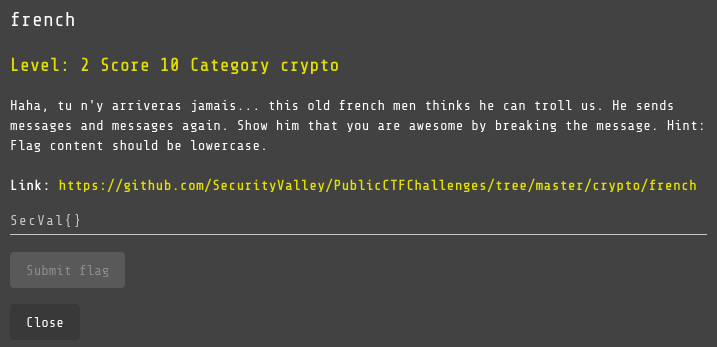 french
Level: 2 Score 10 Category crypto
Haha, tu n'y arriveras jamais... this old french men thinks he can troll us. He sends
messages and messages again. Show him that you are awesome by breaking the message. Hint:
Flag content should be lowercase.
Link: https://github.com/SecurityValley/PublicCTFChallenges/tree/master/crypto/french
SecVal{}
Submit flag
Close